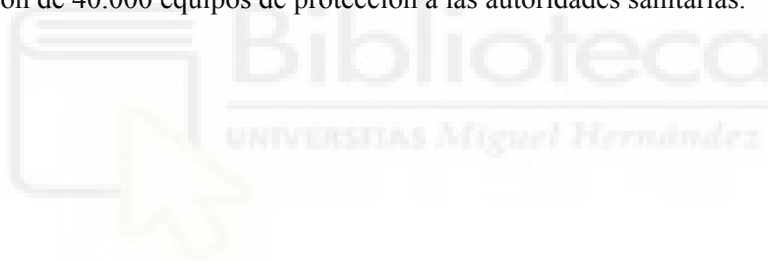 ón de 40.000 equipos de protección a las autoridades sanitarias.
Biblioteca
UNIVERSITAS Miguel Hernández